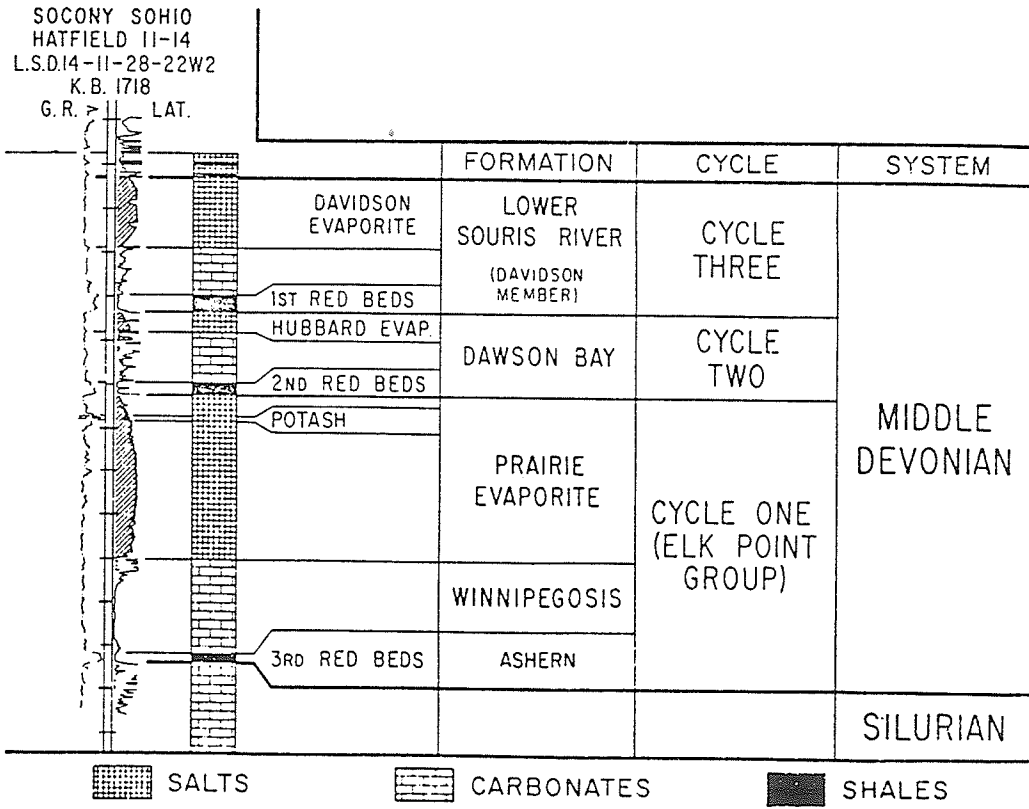 SOCONY SOHIO
HATFIELD 11-14
L.S.D.14-11-28-22W2
K.B. 1718
G.R. LAT.
FORMATION CYCLE SYSTEM
DAVIDSON
EVAPORITE
LOWER
SOURIS RIVER
(DAVIDSON
MEMBER)
CYCLE
THREE
1ST RED BEDS
HUBBARD EVAP.
DAWSON BAY
CYCLE
TWO
2ND RED BEDS
POTASH
PRAIRIE
EVAPORITE
CYCLE ONE
(ELK POINT
GROUP)
MIDDLE
DEVONIAN
WINNIPEGOSIS
3RD RED BEDS
ASHERN
SILURIAN
SALTS CARBONATES SHALES